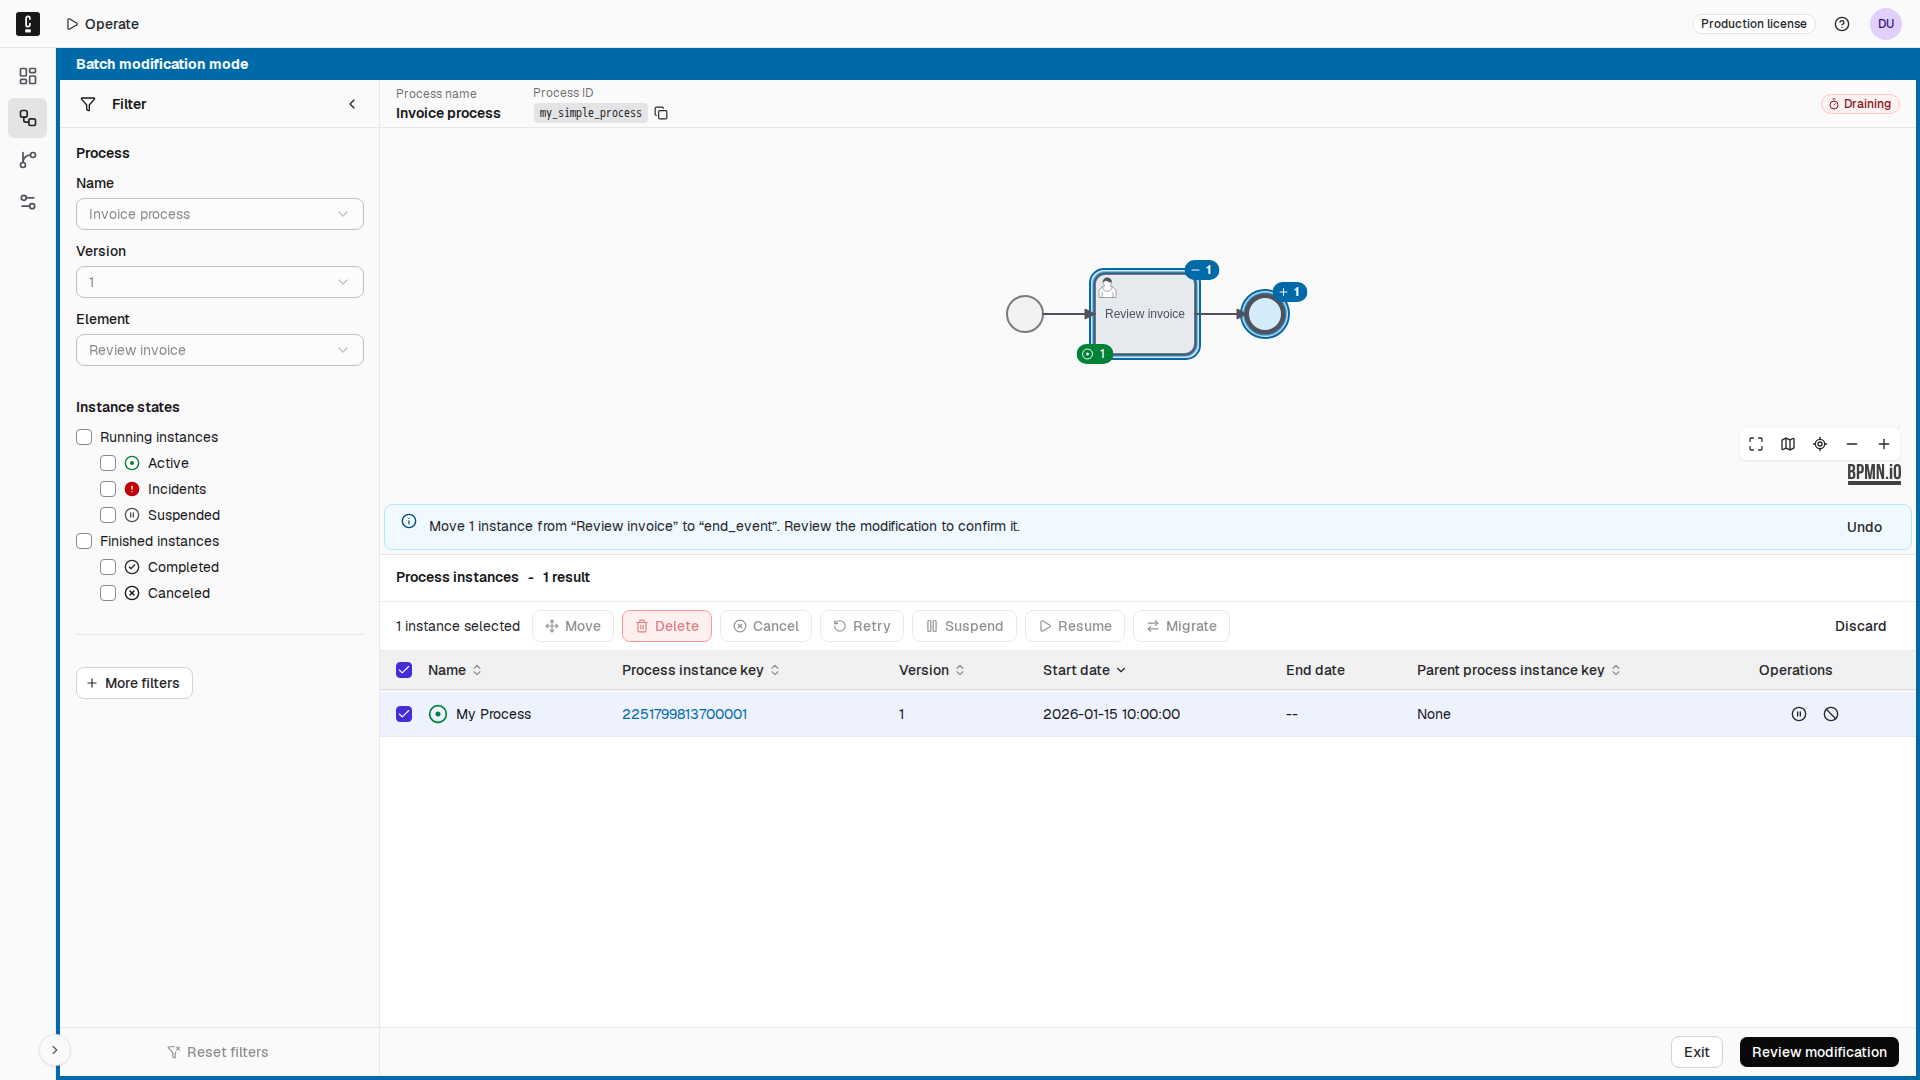 Operate
Production license
DU
Batch modification mode
Filter
Process name
Invoice process
Process ID
my_simple_process
Draining
Process
Name
Invoice process
Version
1
Element
Review invoice
Instance states
Running instances
Active
Incidents
Suspended
Finished instances
Completed
Canceled
More filters
Reset filters
Review invoice
− 1
1
+ 1
BPMN.iO
Move 1 instance from “Review invoice” to “end_event”. Review the modification to confirm it.
Undo
Process instances - 1 result
1 instance selected
Move
Delete
Cancel
Retry
Suspend
Resume
Migrate
Discard
Name
Process instance key
Version
Start date
End date
Parent process instance key
Operations
My Process
2251799813700001
1
2026-01-15 10:00:00
--
None
Exit
Review modification